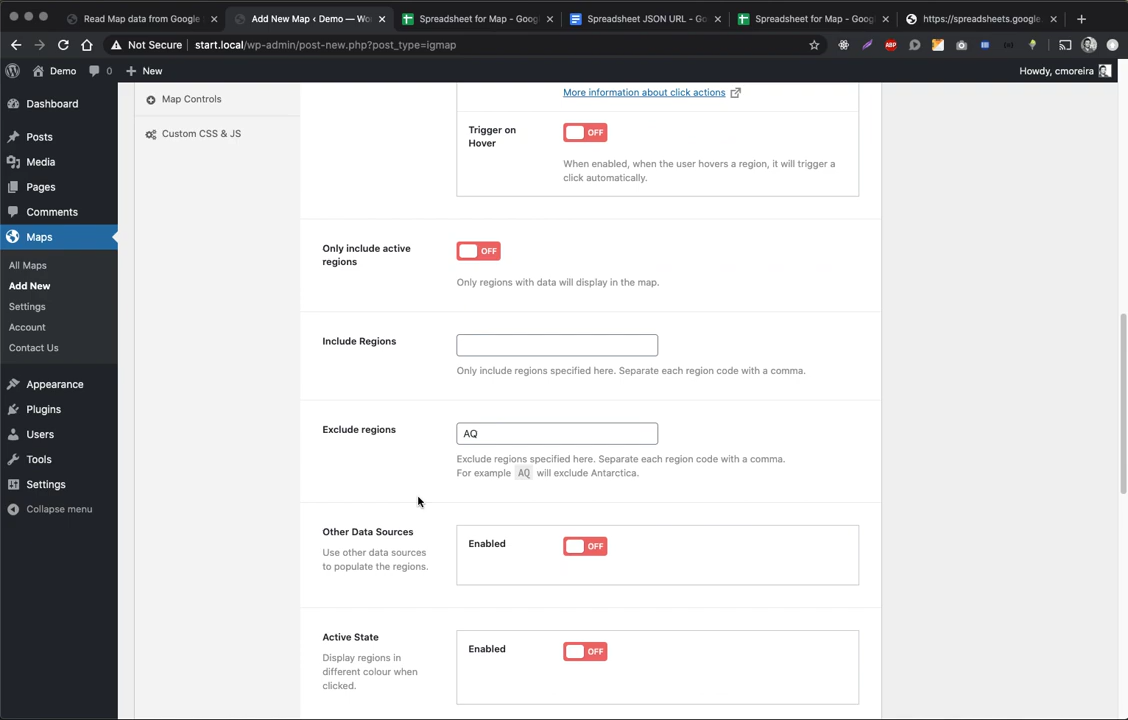 Read Map data from Google
Add New Map ‹ Demo — Wo
Spreadsheet for Map - Goog
Spreadsheet JSON URL - Go
Spreadsheet for Map - Goog
https://spreadsheets.google.
Not Secure
start.local/wp-admin/post-new.php?post_type=igmap
ABP
Demo
0
New
Howdy, cmoreira
Dashboard
Posts
Media
Pages
Comments
Maps
All Maps
Add New
Settings
Account
Contact Us
Appearance
Plugins
Users
Tools
Settings
Collapse menu
Map Controls
Custom CSS & JS
More information about click actions
Trigger on
Hover
OFF
When enabled, when the user hovers a region, it will trigger a
click automatically.
Only include active
regions
OFF
Only regions with data will display in the map.
Include Regions
Only include regions specified here. Separate each region code with a comma.
Exclude regions
AQ
Exclude regions specified here. Separate each region code with a comma.
For example AQ will exclude Antarctica.
Other Data Sources
Use other data sources
to populate the regions.
Enabled
OFF
Active State
Display regions in
different colour when
clicked.
Enabled
OFF